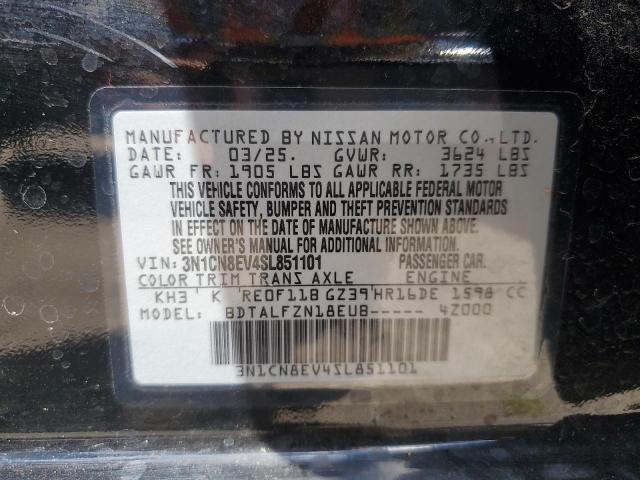 MANUFACTURED BY NISSAN MOTOR CO., LTD.
DATE: 03/25. GVWR: 3624 LBS
GAWR FR: 1905 LBS GAWR RR: 1735 LBS
THIS VEHICLE CONFORMS TO ALL APPLICABLE FEDERAL MOTOR
VEHICLE SAFETY, BUMPER AND THEFT PREVENTION STANDARDS
IN EFFECT ON THE DATE OF MANUFACTURE SHOWN ABOVE.
SEE OWNER'S MANUAL FOR ADDITIONAL INFORMATION.
VIN: 3N1CN8EV4SL851101 PASSENGER CAR.
COLOR TRIM TRANS AXLE ENGINE
KH3 K RE0F11B GZ39 HR16DE 1598 CC
MODEL: BDTALFZN18EUB----- 4Z000
3N1CN8EV4SL851101